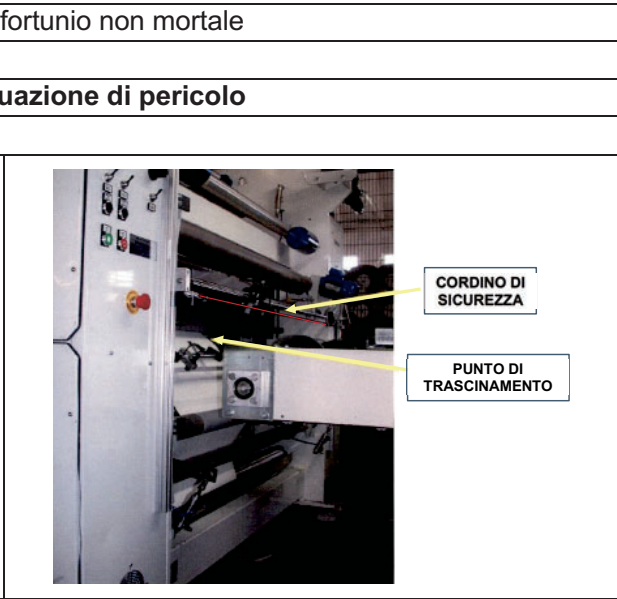 fortunio non mortale
uazione di pericolo
CORDINO DI
SICUREZZA
PUNTO DI
TRASCINAMENTO